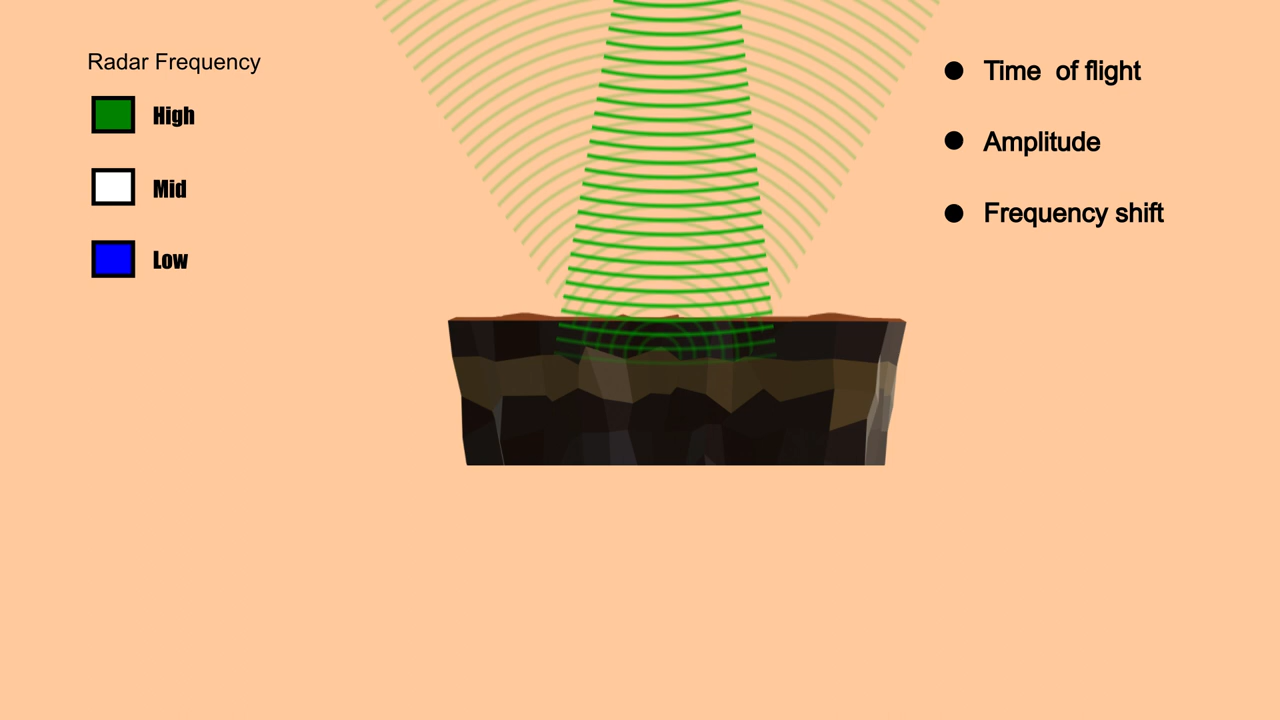 Radar Frequency
High
Mid
Low
Time of flight
Amplitude
Frequency shift